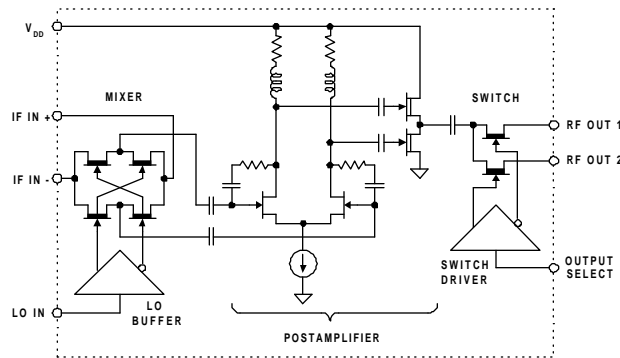 VDD
MIXER
SWITCH
IF IN +
RF OUT 1
RF OUT 2
IF IN -
LO IN
LO
BUFFER
SWITCH
DRIVER
OUTPUT
SELECT
POSTAMPLIFIER